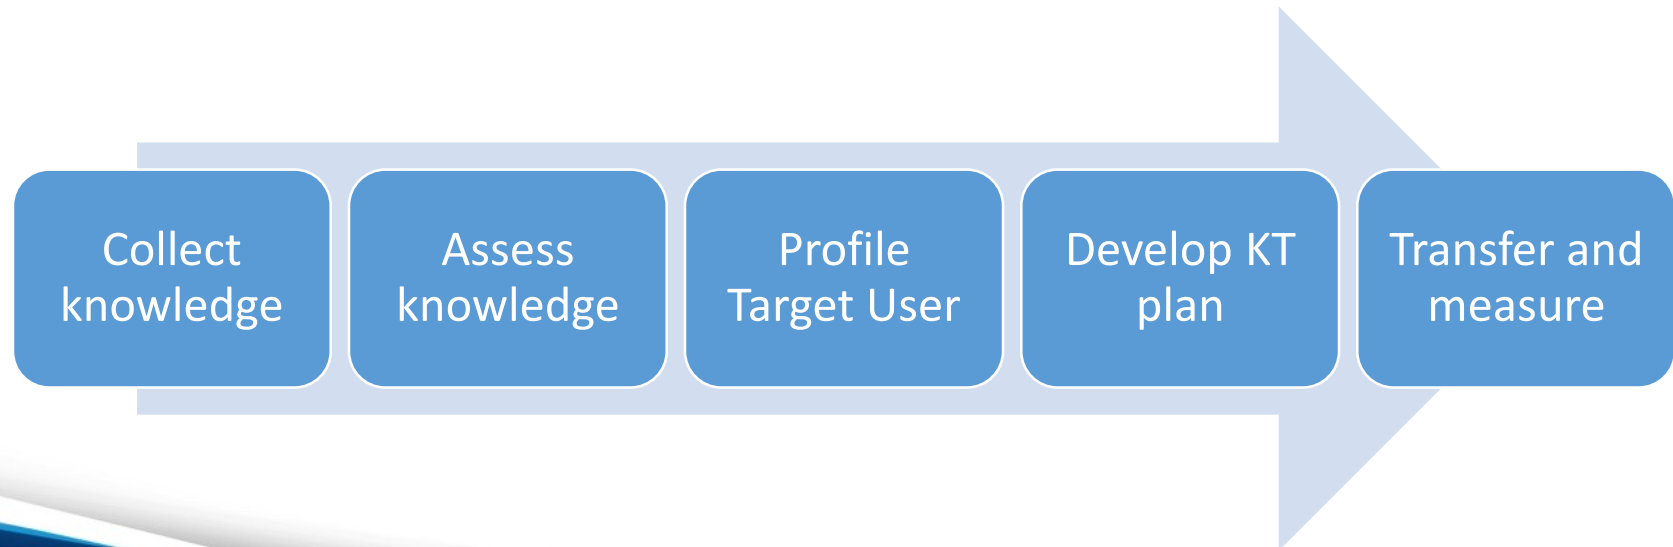 Collect
knowledge
Assess
knowledge
Profile
Target User
Develop KT
plan
Transfer and
measure